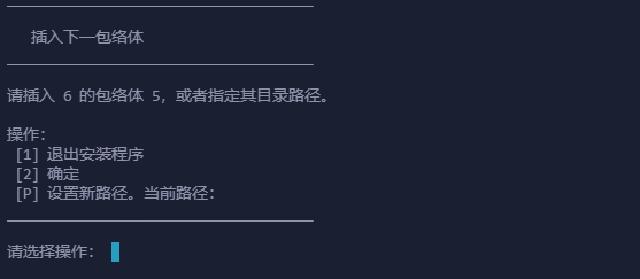 插入下一包络体
请插入 6 的包络体 5，或者指定其目录路径。
操作：
[1] 退出安装程序
[2] 确定
[P] 设置新路径。当前路径：
请选择操作：